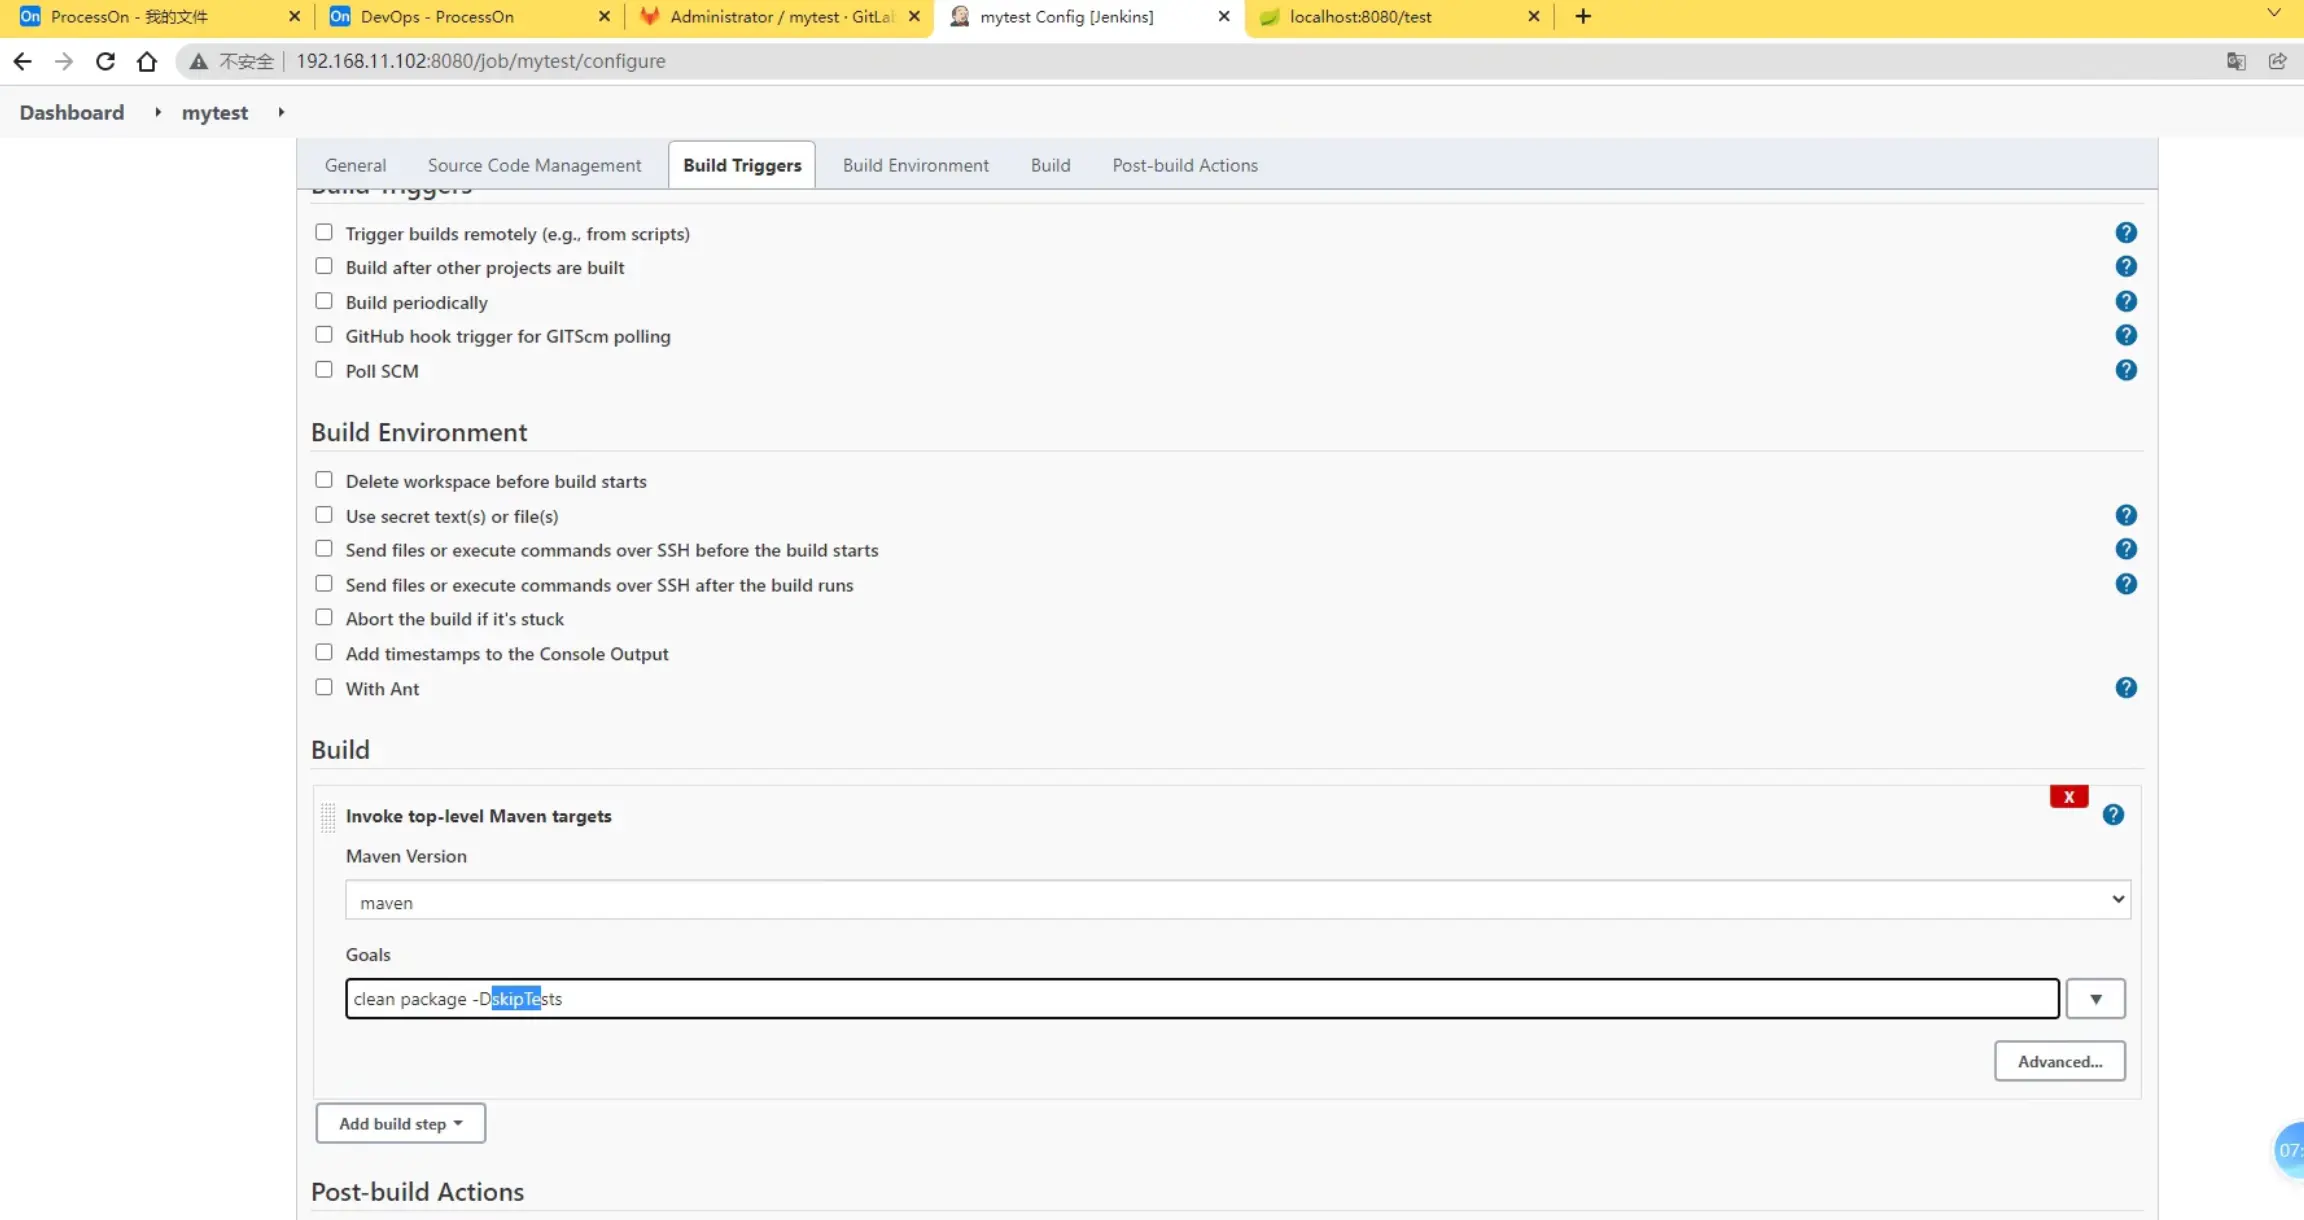 On ProcessOn - 我的文件
On DevOps - ProcessOn
Administrator / mytest · GitLa
mytest Config [Jenkins]
localhost:8080/test
不安全 192.168.11.102:8080/job/mytest/configure
Dashboard mytest
General Source Code Management Build Triggers Build Environment Build Post-build Actions
Build Triggers
Trigger builds remotely (e.g., from scripts)
Build after other projects are built
Build periodically
GitHub hook trigger for GITScm polling
Poll SCM
Build Environment
Delete workspace before build starts
Use secret text(s) or file(s)
Send files or execute commands over SSH before the build starts
Send files or execute commands over SSH after the build runs
Abort the build if it's stuck
Add timestamps to the Console Output
With Ant
Build
X
Invoke top-level Maven targets
Maven Version
maven
Goals
clean package -DskipTests
Advanced...
Add build step
07:
Post-build Actions